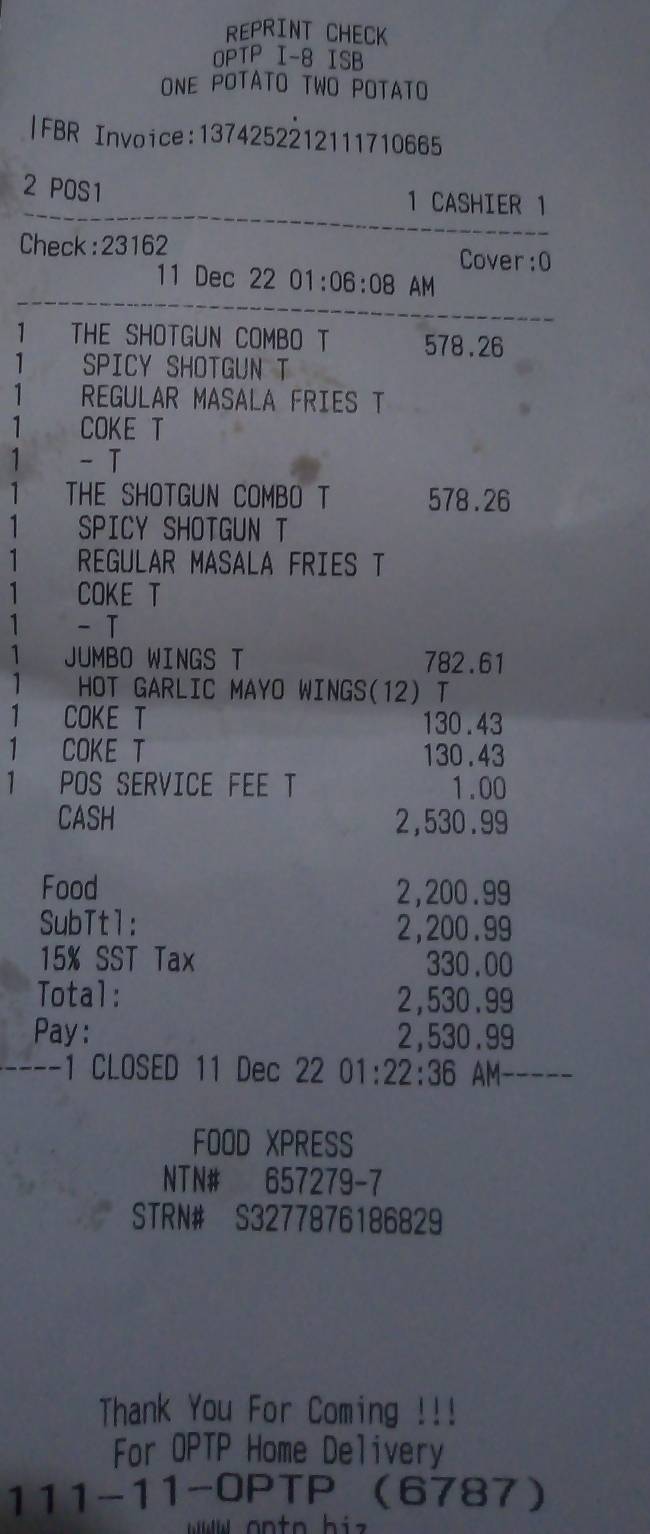 REPRINT CHECK
OPTP I-8 ISB
ONE POTATO TWO POTATO
|FBR Invoice:1374252212111710665
2 POS1 1 CASHIER 1
Check:23162 Cover:0
11 Dec 22 01:06:08 AM
1 THE SHOTGUN COMBO T 578.26
1 SPICY SHOTGUN T
1 REGULAR MASALA FRIES T
1 COKE T
1 - T
1 THE SHOTGUN COMBO T 578.26
1 SPICY SHOTGUN T
1 REGULAR MASALA FRIES T
1 COKE T
1 - T
1 JUMBO WINGS T 782.61
1 HOT GARLIC MAYO WINGS(12) T
1 COKE T 130.43
1 COKE T 130.43
1 POS SERVICE FEE T 1.00
CASH 2,530.99
Food 2,200.99
SubTtl: 2,200.99
15% SST Tax 330.00
Total: 2,530.99
Pay: 2,530.99
-----1 CLOSED 11 Dec 22 01:22:36 AM-----
FOOD XPRESS
NTN# 657279-7
STRN# S3277876186829
Thank You For Coming !!!
For OPTP Home Delivery
111-11-OPTP (6787)
www.optp.biz